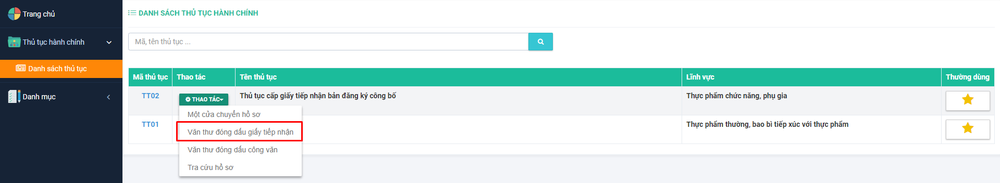 Trang chủ
Thủ tục hành chính
Danh sách thủ tục
Danh mục
DANH SÁCH THỦ TỤC HÀNH CHÍNH
Mã, tên thủ tục ...
Mã thủ tục Thao tác Tên thủ tục Lĩnh vực Thường dùng
TT02 THAO TÁC Thủ tục cấp giấy tiếp nhận bản đăng ký công bố Thực phẩm chức năng, phụ gia
Một cửa chuyển hồ sơ
TT01 Thực phẩm thường, bao bì tiếp xúc với thực phẩm
Văn thư đóng dấu giấy tiếp nhận
Văn thư đóng dấu công văn
Tra cứu hồ sơ